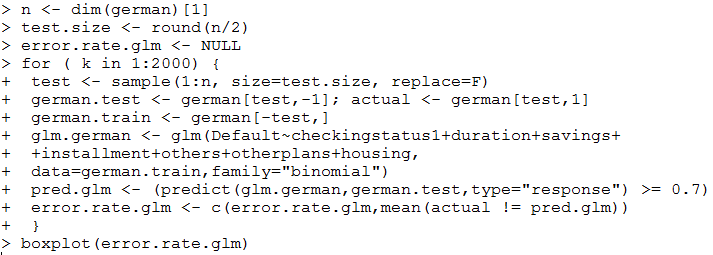 > n <- dim(german)[1]
> test.size <- round(n/2)
> error.rate.glm <- NULL
> for ( k in 1:2000) {
+  test <- sample(1:n, size=test.size, replace=F)
+  german.test <- german[test,-1]; actual <- german[test,1]
+  german.train <- german[-test,]
+  glm.german <- glm(Default~checkingstatus1+duration+savings+
+  +installment+others+otherplans+housing,
+  data=german.train,family="binomial")
+  pred.glm <- (predict(glm.german,german.test,type="response") >= 0.7)
+  error.rate.glm <- c(error.rate.glm,mean(actual != pred.glm))
+  }
> boxplot(error.rate.glm)